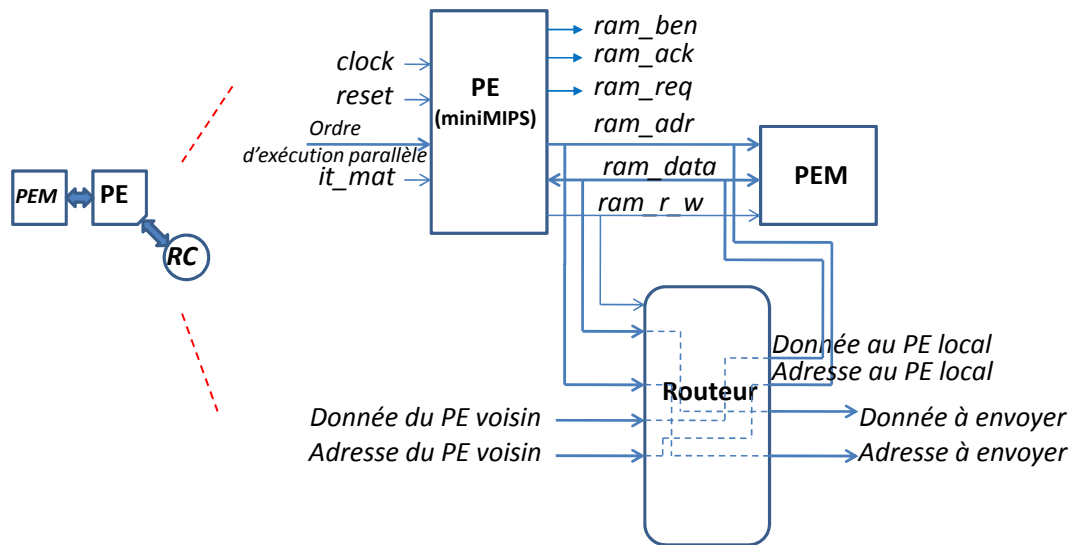 PEM
PE
RC
clock
reset
Ordre
d'exécution parallèle
it_mat
PE
(miniMIPS)
ram_ben
ram_ack
ram_req
ram_adr
ram_data
ram_r_w
PEM
Routeur
Donnée au PE local
Adresse au PE local
Donnée du PE voisin
Adresse du PE voisin
Donnée à envoyer
Adresse à envoyer